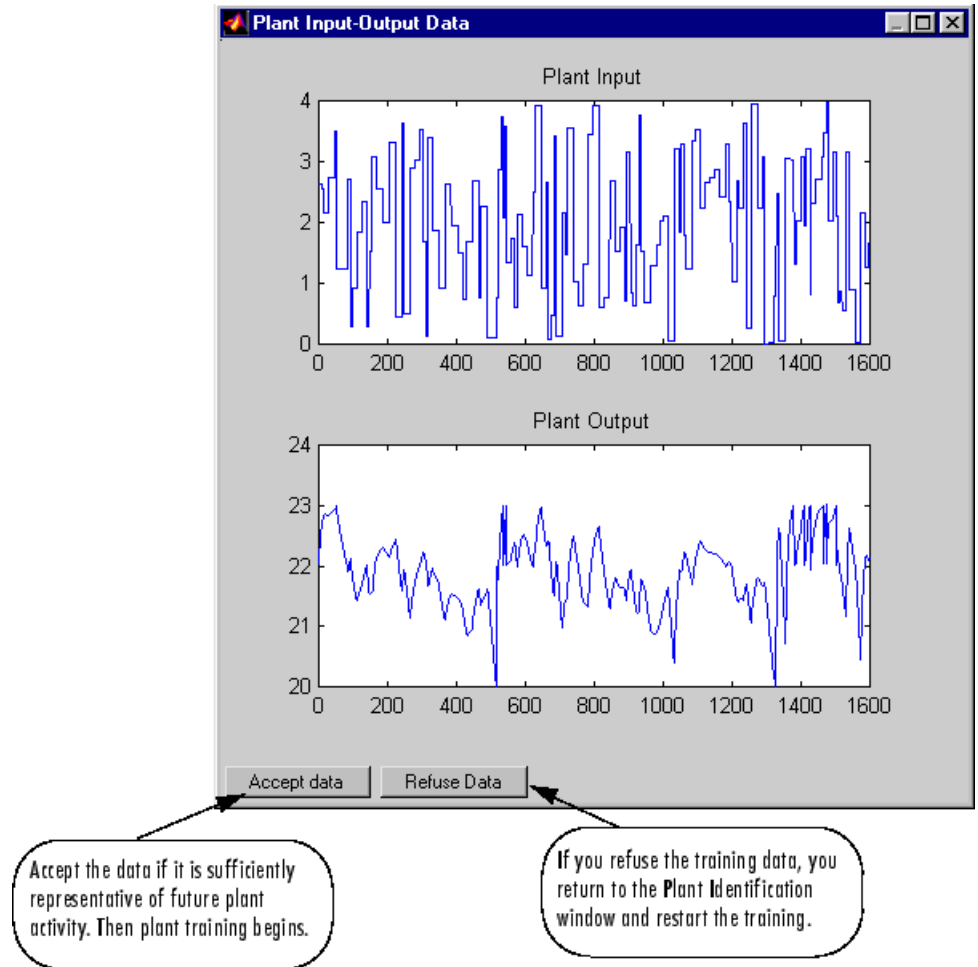 Plant Input-Output Data
Plant Input
4
3
2
1
0
0 200 400 600 800 1000 1200 1400 1600
Plant Output
24
23
22
21
20
0 200 400 600 800 1000 1200 1400 1600
Accept data Refuse Data
Accept the data if it is sufficiently
representative of future plant
activity. Then plant training begins.
If you refuse the training data, you
return to the Plant Identification
window and restart the training.